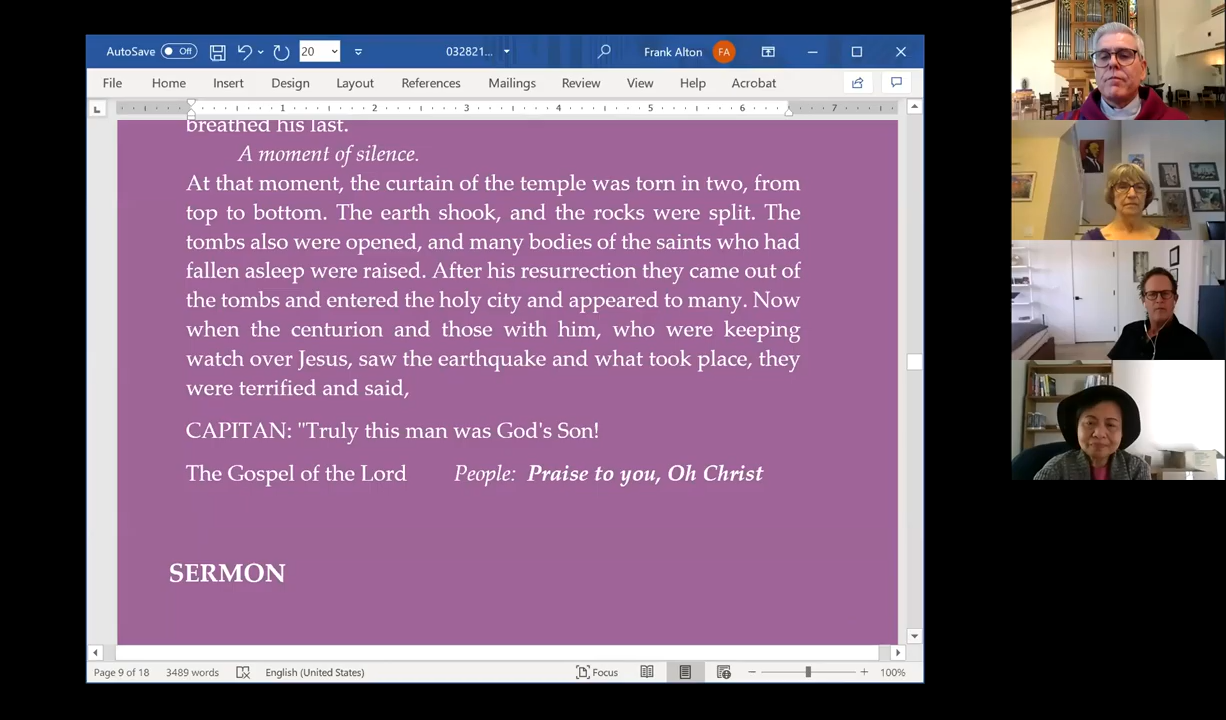 AutoSave Off 20 032821... Frank Alton FA
File Home Insert Design Layout References Mailings Review View Help Acrobat
1 2 3 4 5 6 7
breathed his last.
A moment of silence.
At that moment, the curtain of the temple was torn in two, from
top to bottom. The earth shook, and the rocks were split. The
tombs also were opened, and many bodies of the saints who had
fallen asleep were raised. After his resurrection they came out of
the tombs and entered the holy city and appeared to many. Now
when the centurion and those with him, who were keeping
watch over Jesus, saw the earthquake and what took place, they
were terrified and said,
CAPITAN: "Truly this man was God's Son!
The Gospel of the Lord People: Praise to you, Oh Christ
SERMON
Page 9 of 18 3489 words English (United States) Focus 100%